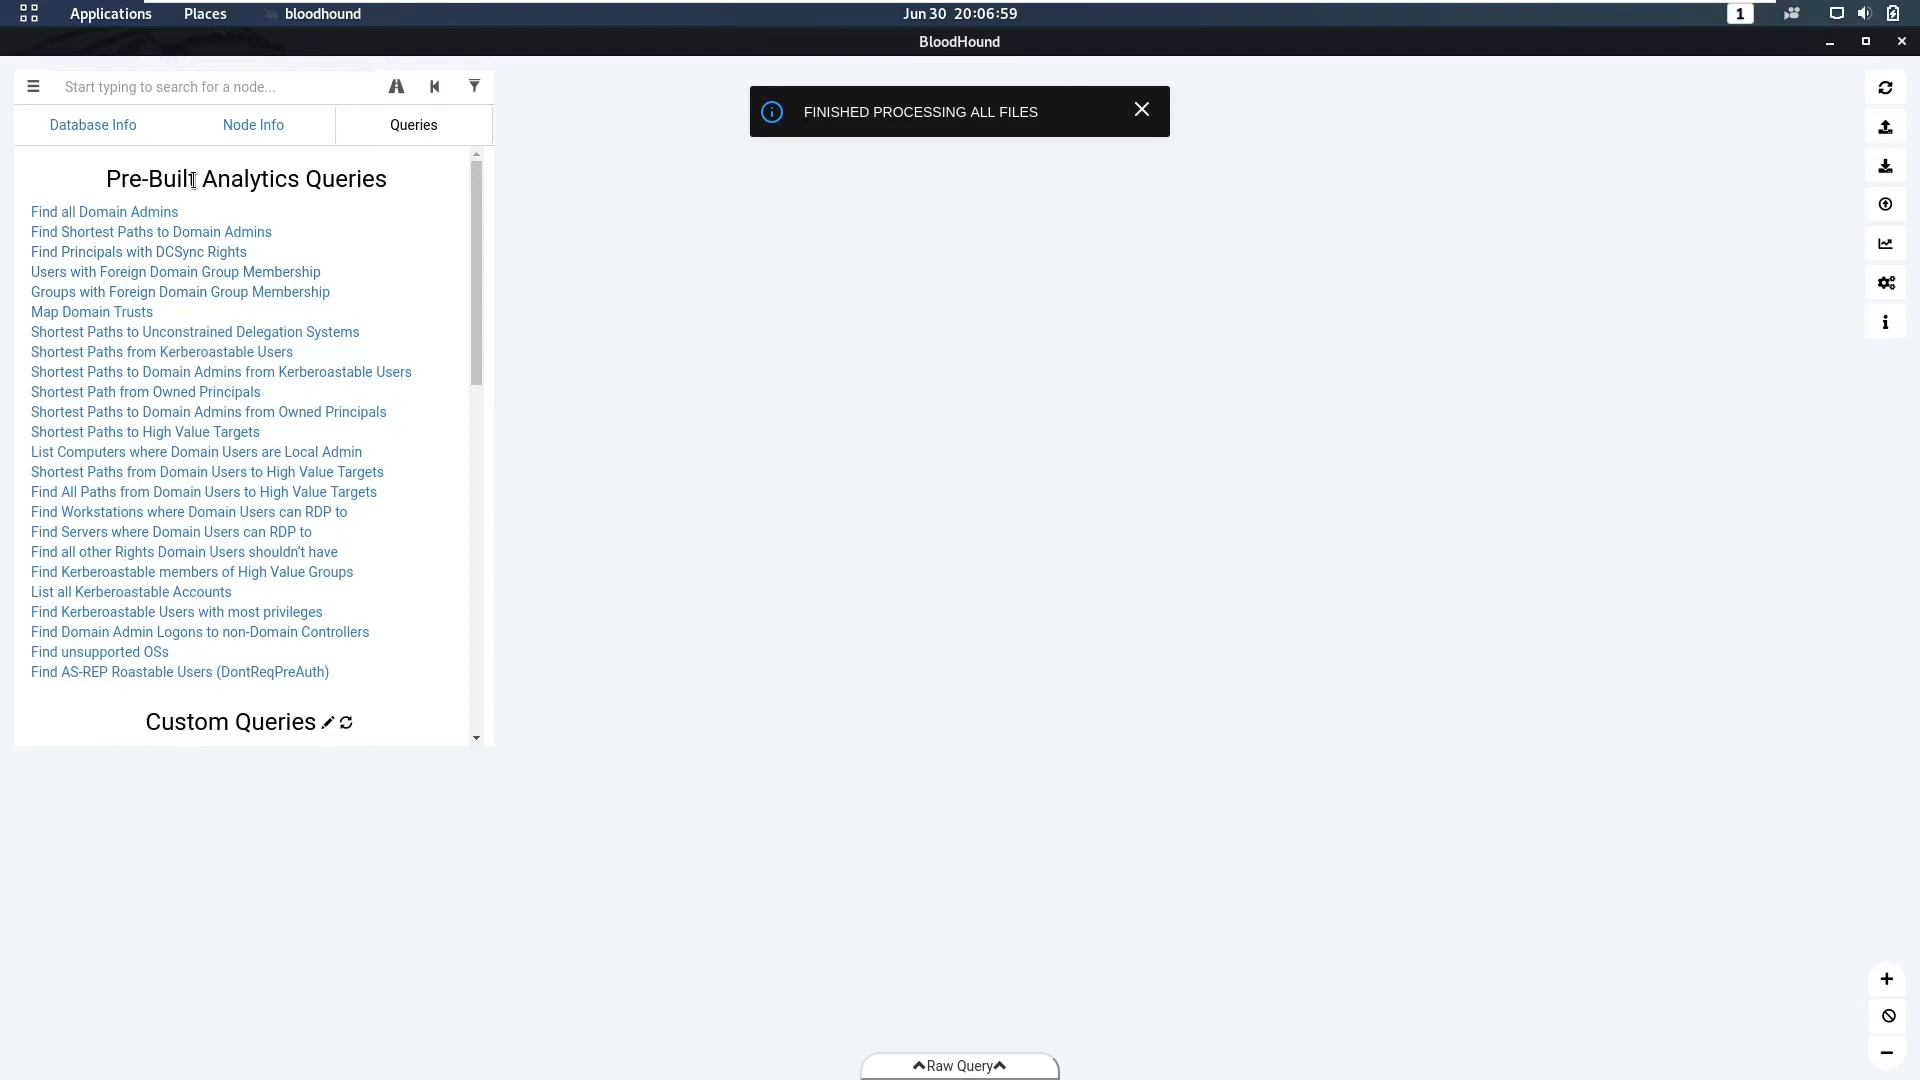 Applications Places bloodhound Jun 30 20:06:59 1
BloodHound
Start typing to search for a node...
FINISHED PROCESSING ALL FILES
Database Info Node Info Queries
Pre-Built Analytics Queries
Find all Domain Admins
Find Shortest Paths to Domain Admins
Find Principals with DCSync Rights
Users with Foreign Domain Group Membership
Groups with Foreign Domain Group Membership
Map Domain Trusts
Shortest Paths to Unconstrained Delegation Systems
Shortest Paths from Kerberoastable Users
Shortest Paths to Domain Admins from Kerberoastable Users
Shortest Path from Owned Principals
Shortest Paths to Domain Admins from Owned Principals
Shortest Paths to High Value Targets
List Computers where Domain Users are Local Admin
Shortest Paths from Domain Users to High Value Targets
Find All Paths from Domain Users to High Value Targets
Find Workstations where Domain Users can RDP to
Find Servers where Domain Users can RDP to
Find all other Rights Domain Users shouldn't have
Find Kerberoastable members of High Value Groups
List all Kerberoastable Accounts
Find Kerberoastable Users with most privileges
Find Domain Admin Logons to non-Domain Controllers
Find unsupported OSs
Find AS-REP Roastable Users (DontReqPreAuth)
Custom Queries
Raw Query